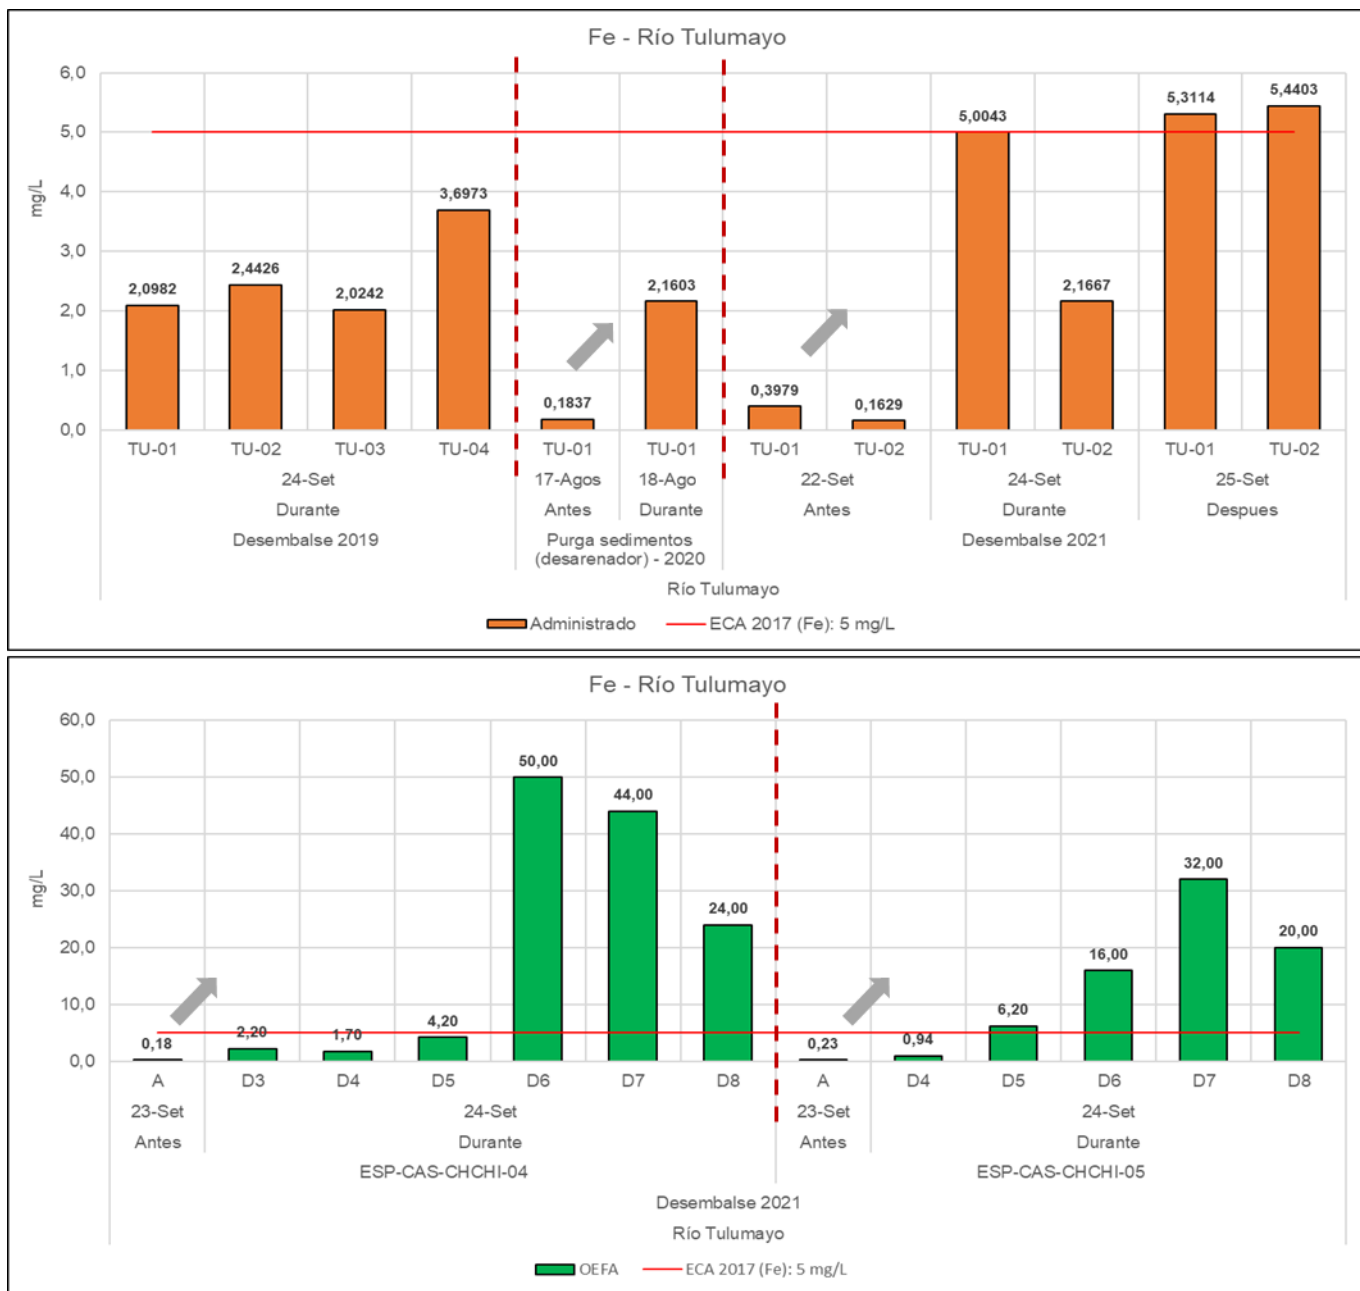 Fe - Río Tulumayo
6,0
5,0
4,0
3,0
2,0
1,0
0,0
mg/L
2,0982
2,4426
2,0242
3,6973
0,1837
2,1603
0,3979
0,1629
5,0043
2,1667
5,3114
5,4403
TU-01 TU-02 TU-03 TU-04 TU-01 TU-01 TU-01 TU-02 TU-01 TU-02 TU-01 TU-02
24-Set 17-Agos 18-Ago 22-Set 24-Set 25-Set
Durante Antes Durante Antes Durante Despues
Desembalse 2019 Purga sedimentos Desembalse 2021
(desarenador) - 2020
Río Tulumayo
Administrado ECA 2017 (Fe): 5 mg/L
Fe - Río Tulumayo
60,0
50,0
40,0
30,0
20,0
10,0
0,0
mg/L
0,18
2,20
1,70
4,20
50,00
44,00
24,00
0,23
0,94
6,20
16,00
32,00
20,00
A D3 D4 D5 D6 D7 D8 A D4 D5 D6 D7 D8
23-Set 24-Set 23-Set 24-Set
Antes Durante Antes Durante
ESP-CAS-CHCHI-04 ESP-CAS-CHCHI-05
Desembalse 2021
Río Tulumayo
OEFA ECA 2017 (Fe): 5 mg/L